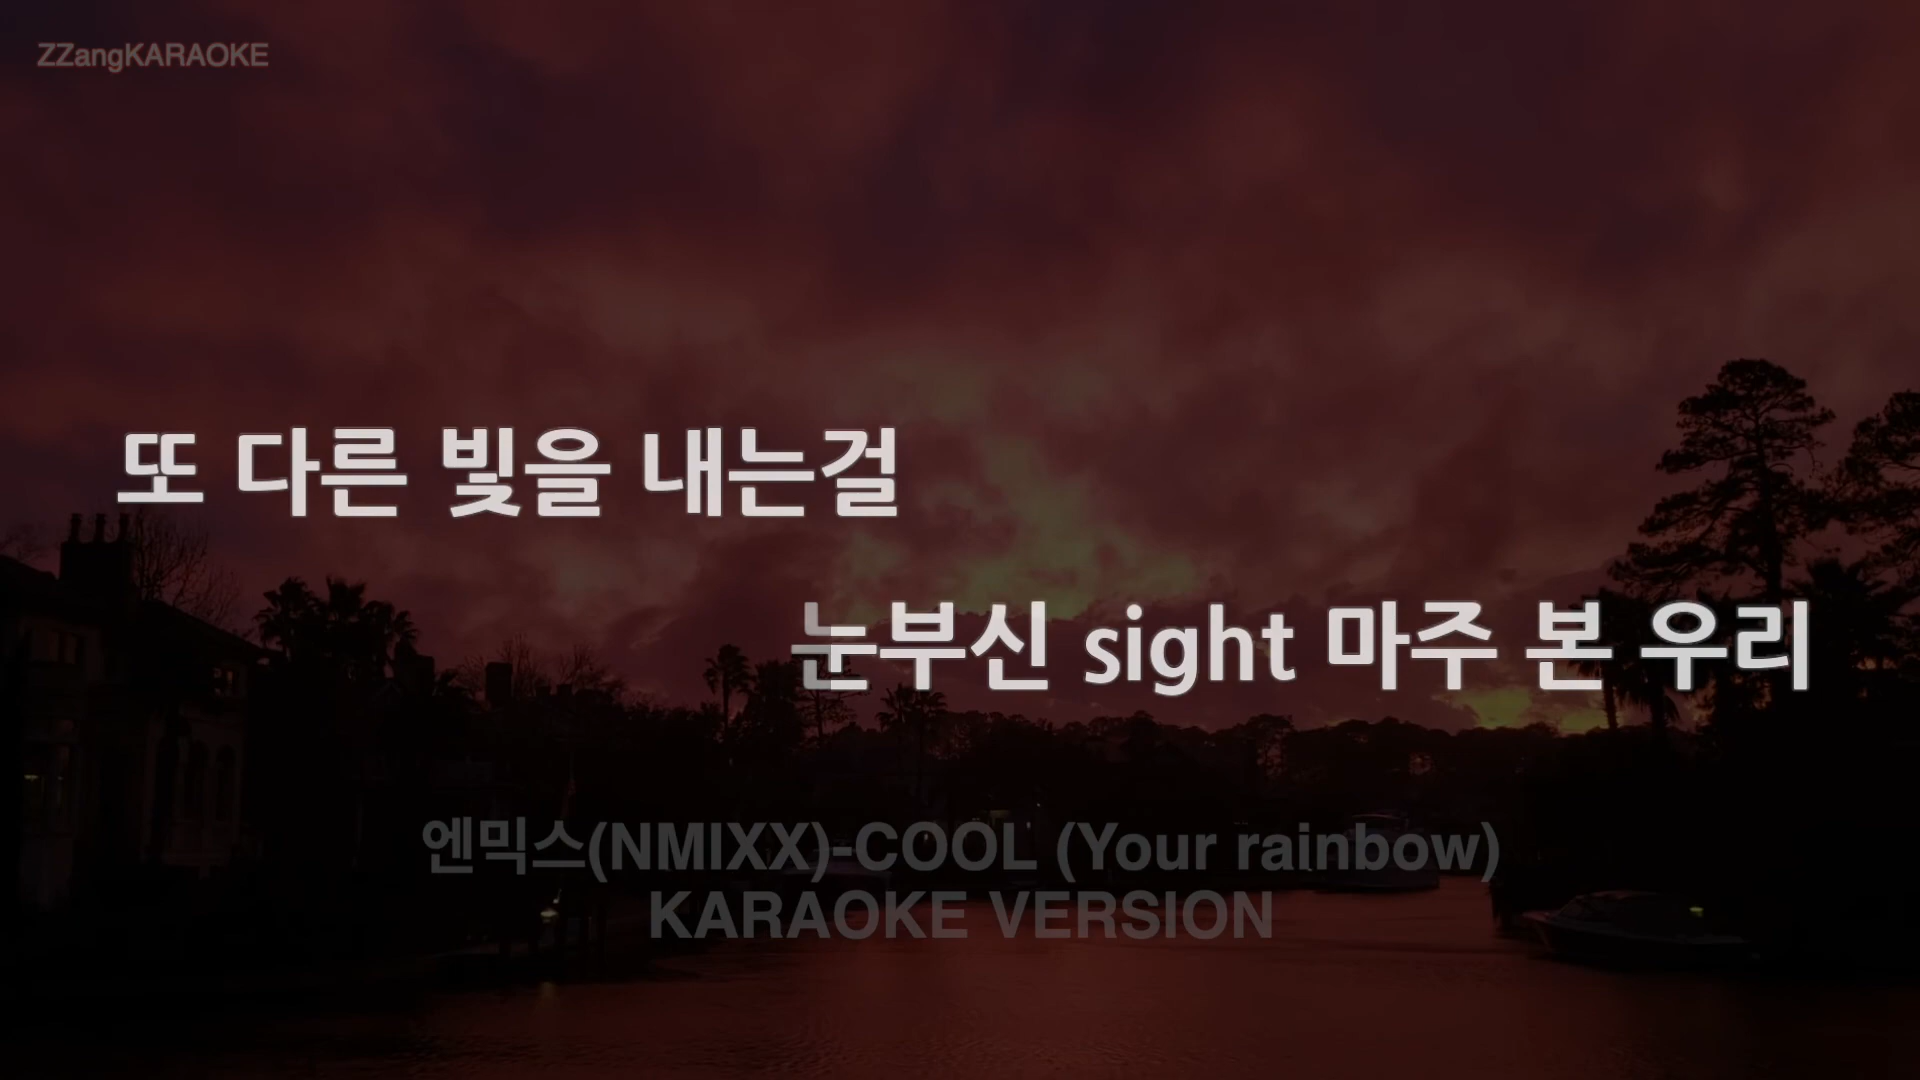 ZZangKARAOKE
또 다른 빛을 내는걸
눈부신 sight 마주 본 우리
엔믹스(NMIXX)-COOL (Your rainbow)
KARAOKE VERSION